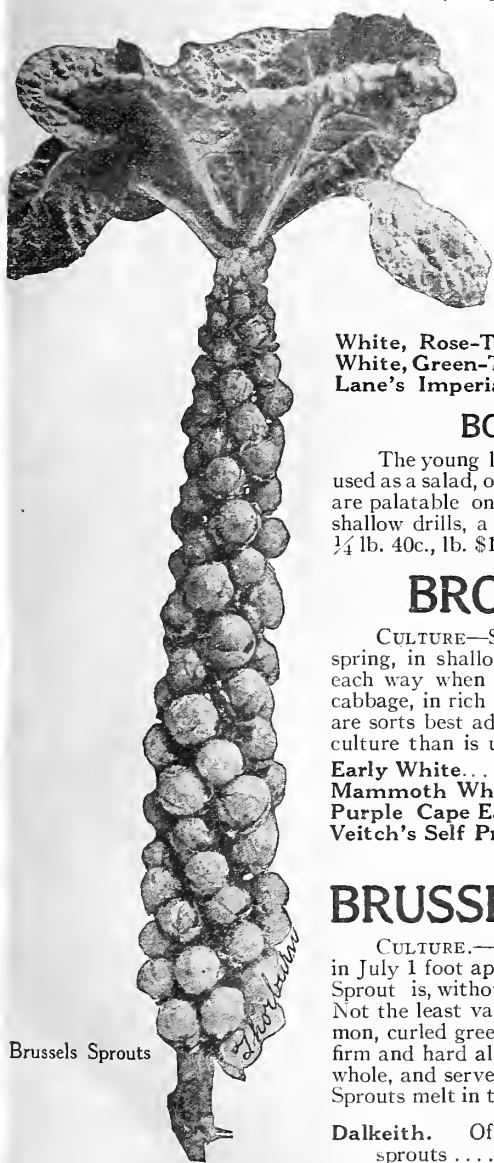 White, Rose-T
White, Green-T
Lane's Imperia
BO
The young l
used as a salad, o
are palatable on
shallow drills, a
¼ lb. 40c., lb. $1
BRO
CULTURE—S
spring, in shallo
each way when
cabbage, in rich
are sorts best ad
culture than is u
Early White...
Mammoth Wh
Purple Cape Ea
Veitch's Self Pr
BRUSSE
CULTURE.—
in July 1 foot ap
Sprout is, witho
Not the least va
mon, curled gree
firm and hard al
whole, and serve
Sprouts melt in t
Dalkeith. Of
sprouts ....
Thorburn
Brussels Sprouts